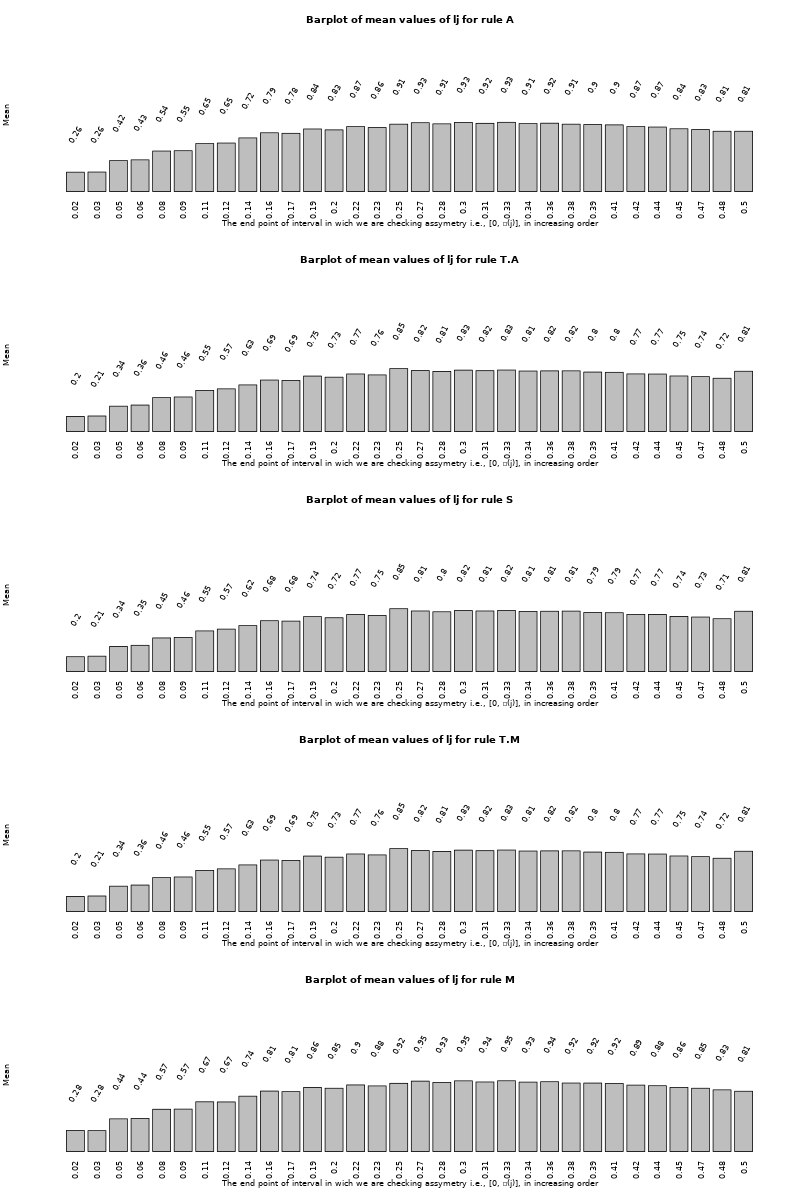 Barplot of mean values of lj for rule A
Mean
0.26 0.26 0.42 0.43 0.54 0.55 0.65 0.65 0.72 0.79 0.78 0.84 0.83 0.87 0.86 0.91 0.93 0.91 0.93 0.92 0.93 0.91 0.92 0.91 0.9 0.9 0.87 0.87 0.84 0.83 0.81 0.81
0.02 0.03 0.05 0.06 0.08 0.09 0.11 0.12 0.14 0.16 0.17 0.19 0.2 0.22 0.23 0.25 0.27 0.28 0.3 0.31 0.33 0.34 0.36 0.38 0.39 0.41 0.42 0.44 0.45 0.47 0.48 0.5
The end point of interval in wich we are checking assymetry i.e., [0, □(j)], in increasing order
Barplot of mean values of lj for rule T.A
Mean
0.2 0.21 0.34 0.36 0.46 0.46 0.55 0.57 0.63 0.69 0.69 0.75 0.73 0.77 0.76 0.85 0.82 0.81 0.83 0.82 0.83 0.81 0.82 0.82 0.8 0.8 0.77 0.77 0.75 0.74 0.72 0.81
0.02 0.03 0.05 0.06 0.08 0.09 0.11 0.12 0.14 0.16 0.17 0.19 0.2 0.22 0.23 0.25 0.27 0.28 0.3 0.31 0.33 0.34 0.36 0.38 0.39 0.41 0.42 0.44 0.45 0.47 0.48 0.5
The end point of interval in wich we are checking assymetry i.e., [0, □(j)], in increasing order
Barplot of mean values of lj for rule S
Mean
0.2 0.21 0.34 0.35 0.45 0.46 0.55 0.57 0.62 0.68 0.68 0.74 0.72 0.77 0.75 0.85 0.81 0.8 0.82 0.81 0.82 0.81 0.81 0.81 0.79 0.79 0.77 0.77 0.74 0.73 0.71 0.81
0.02 0.03 0.05 0.06 0.08 0.09 0.11 0.12 0.14 0.16 0.17 0.19 0.2 0.22 0.23 0.25 0.27 0.28 0.3 0.31 0.33 0.34 0.36 0.38 0.39 0.41 0.42 0.44 0.45 0.47 0.48 0.5
The end point of interval in wich we are checking assymetry i.e., [0, □(j)], in increasing order
Barplot of mean values of lj for rule T.M
Mean
0.2 0.21 0.34 0.36 0.46 0.46 0.55 0.57 0.63 0.69 0.69 0.75 0.73 0.77 0.76 0.85 0.82 0.81 0.83 0.82 0.83 0.81 0.82 0.82 0.8 0.8 0.77 0.77 0.75 0.74 0.72 0.81
0.02 0.03 0.05 0.06 0.08 0.09 0.11 0.12 0.14 0.16 0.17 0.19 0.2 0.22 0.23 0.25 0.27 0.28 0.3 0.31 0.33 0.34 0.36 0.38 0.39 0.41 0.42 0.44 0.45 0.47 0.48 0.5
The end point of interval in wich we are checking assymetry i.e., [0, □(j)], in increasing order
Barplot of mean values of lj for rule M
Mean
0.28 0.28 0.44 0.44 0.57 0.57 0.67 0.67 0.74 0.81 0.81 0.86 0.85 0.9 0.88 0.92 0.95 0.93 0.95 0.94 0.95 0.93 0.94 0.92 0.92 0.92 0.89 0.88 0.86 0.85 0.83 0.81
0.02 0.03 0.05 0.06 0.08 0.09 0.11 0.12 0.14 0.16 0.17 0.19 0.2 0.22 0.23 0.25 0.27 0.28 0.3 0.31 0.33 0.34 0.36 0.38 0.39 0.41 0.42 0.44 0.45 0.47 0.48 0.5
The end point of interval in wich we are checking assymetry i.e., [0, □(j)], in increasing order